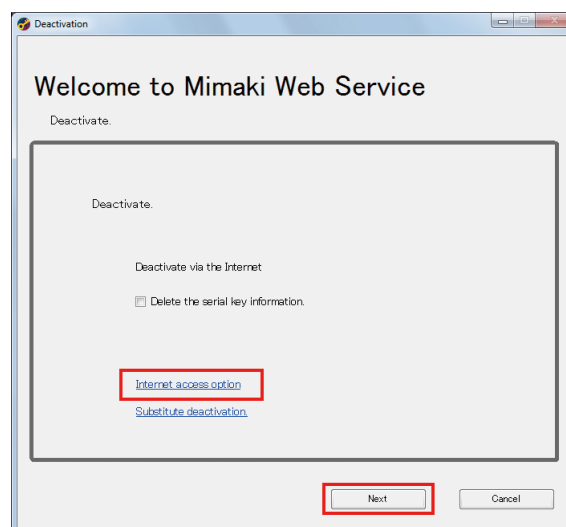 Deactivation
Welcome to Mimaki Web Service
Deactivate.
Deactivate.
Deactivate via the Internet
Delete the serial key information.
Internet access option
Substitute deactivation.
Next
Cancel